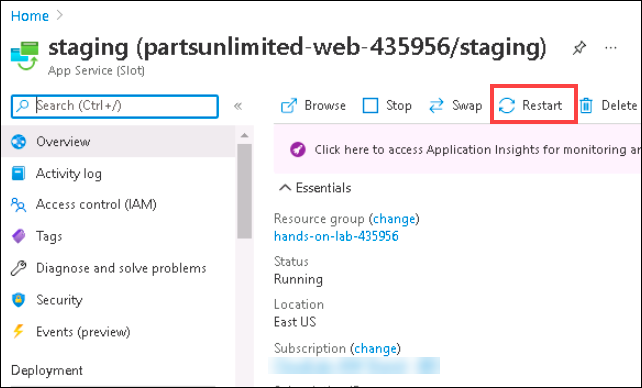 Home
staging (partsunlimited-web-435956/staging)
App Service (Slot)
Search (Ctrl+/)
Browse Stop Swap Restart Delete
Overview
Activity log
Access control (IAM)
Tags
Diagnose and solve problems
Security
Events (preview)
Deployment
Click here to access Application Insights for monitoring
Essentials
Resource group (change)
hands-on-lab-435956
Status
Running
Location
East US
Subscription (change)